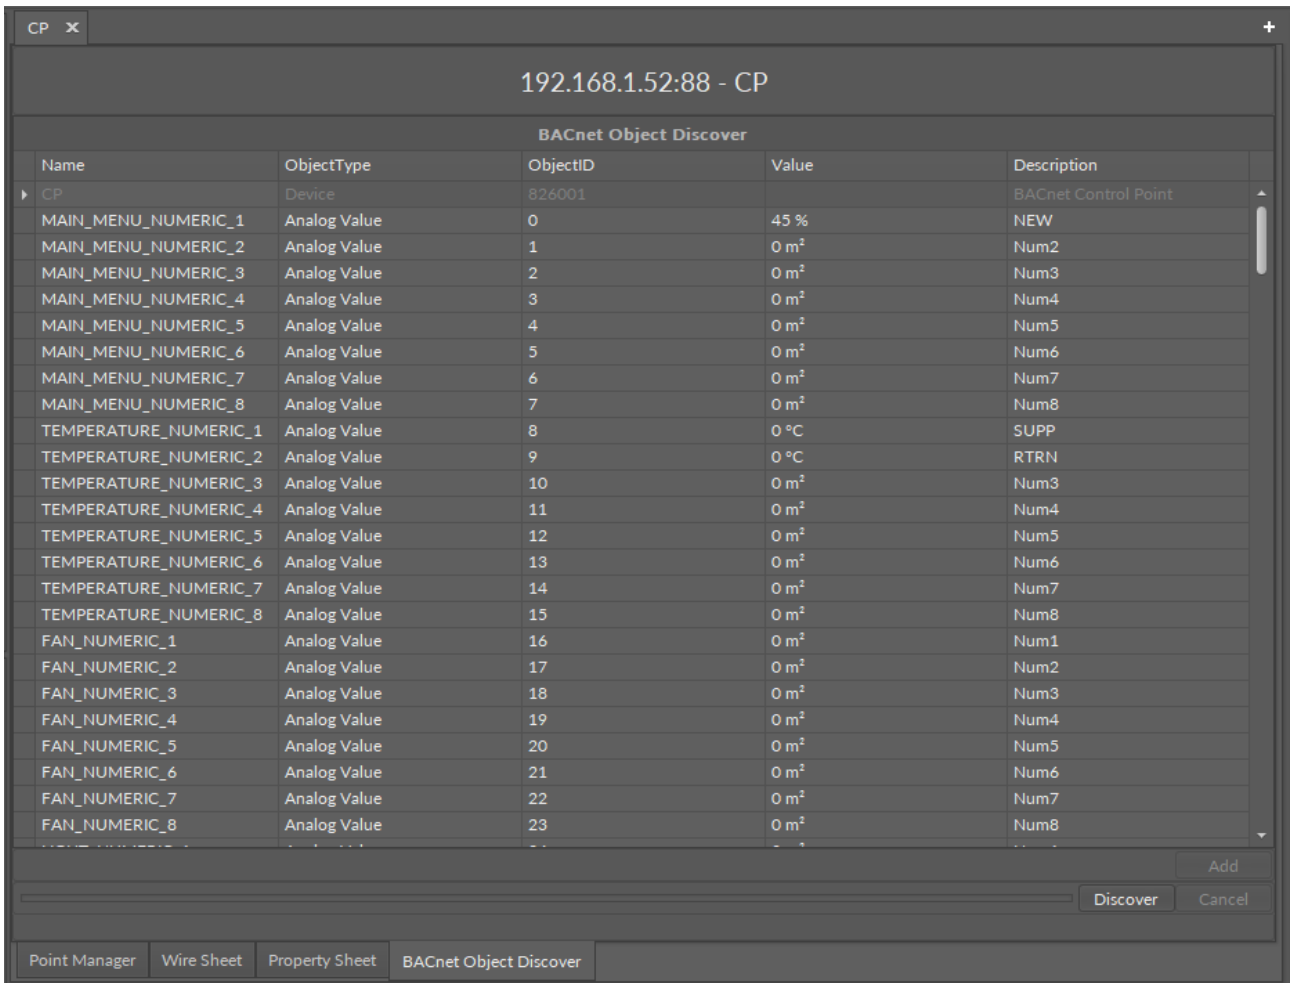 CP ×
+
192.168.1.52:88 - CP
BACnet Object Discover
Name ObjectType ObjectID Value Description
CP Device 826001 BACnet Control Point
MAIN_MENU_NUMERIC_1 Analog Value 0 45 % NEW
MAIN_MENU_NUMERIC_2 Analog Value 1 0 m² Num2
MAIN_MENU_NUMERIC_3 Analog Value 2 0 m² Num3
MAIN_MENU_NUMERIC_4 Analog Value 3 0 m² Num4
MAIN_MENU_NUMERIC_5 Analog Value 4 0 m² Num5
MAIN_MENU_NUMERIC_6 Analog Value 5 0 m² Num6
MAIN_MENU_NUMERIC_7 Analog Value 6 0 m² Num7
MAIN_MENU_NUMERIC_8 Analog Value 7 0 m² Num8
TEMPERATURE_NUMERIC_1 Analog Value 8 0 °C SUPP
TEMPERATURE_NUMERIC_2 Analog Value 9 0 °C RTRN
TEMPERATURE_NUMERIC_3 Analog Value 10 0 m² Num3
TEMPERATURE_NUMERIC_4 Analog Value 11 0 m² Num4
TEMPERATURE_NUMERIC_5 Analog Value 12 0 m² Num5
TEMPERATURE_NUMERIC_6 Analog Value 13 0 m² Num6
TEMPERATURE_NUMERIC_7 Analog Value 14 0 m² Num7
TEMPERATURE_NUMERIC_8 Analog Value 15 0 m² Num8
FAN_NUMERIC_1 Analog Value 16 0 m² Num1
FAN_NUMERIC_2 Analog Value 17 0 m² Num2
FAN_NUMERIC_3 Analog Value 18 0 m² Num3
FAN_NUMERIC_4 Analog Value 19 0 m² Num4
FAN_NUMERIC_5 Analog Value 20 0 m² Num5
FAN_NUMERIC_6 Analog Value 21 0 m² Num6
FAN_NUMERIC_7 Analog Value 22 0 m² Num7
FAN_NUMERIC_8 Analog Value 23 0 m² Num8
Add
Discover Cancel
Point Manager Wire Sheet Property Sheet BACnet Object Discover